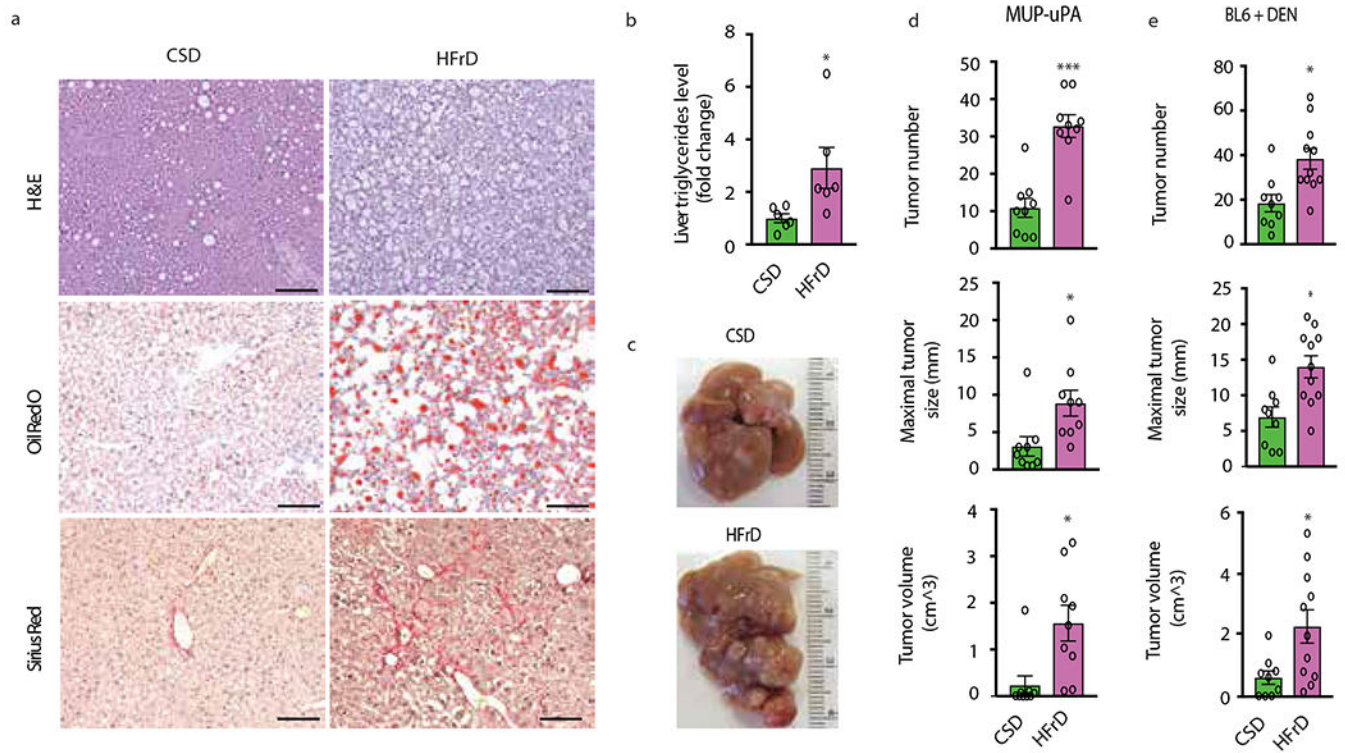 a
CSD
HFrD
H&E
OilRedO
SiriusRed
b
Liver triglycerides level
(fold change)
8
6
4
2
0
*
CSD
HFrD
c
CSD
HFrD
d
MUP-uPA
Tumor number
50
40
30
20
10
0
***
Maximal tumor
size (mm)
25
20
15
10
5
0
*
Tumor volume
(cm^3)
4
3
2
1
0
*
CSD
HFrD
e
BL6 + DEN
Tumor number
80
60
40
20
0
*
Maximal tumor
size (mm)
25
20
15
10
5
0
*
Tumor volume
(cm^3)
6
4
2
0
*
CSD
HFrD